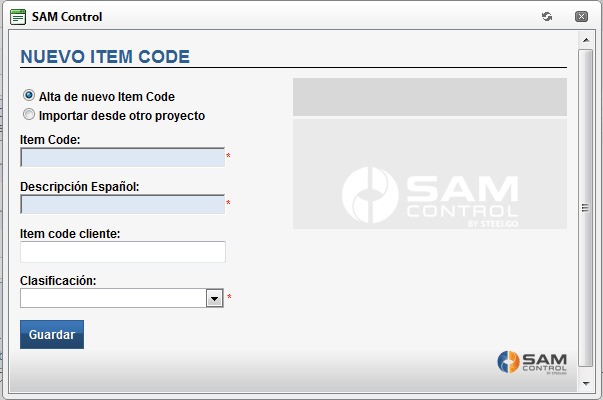 SAM Control
NUEVO ITEM CODE
Alta de nuevo Item Code
Importar desde otro proyecto
Item Code:
*
Descripción Español:
*
Item code cliente:
Clasificación:
*
Guardar
SAM
CONTROL
BY STEELGO
SAM
CONTROL
BY STEELGO